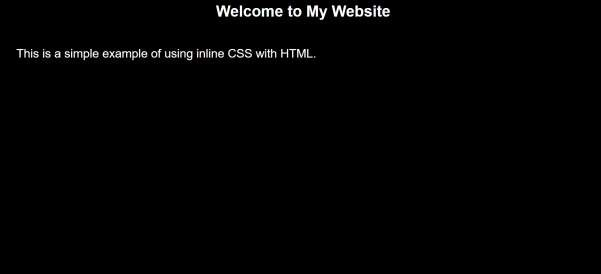 Welcome to My Website
This is a simple example of using inline CSS with HTML.